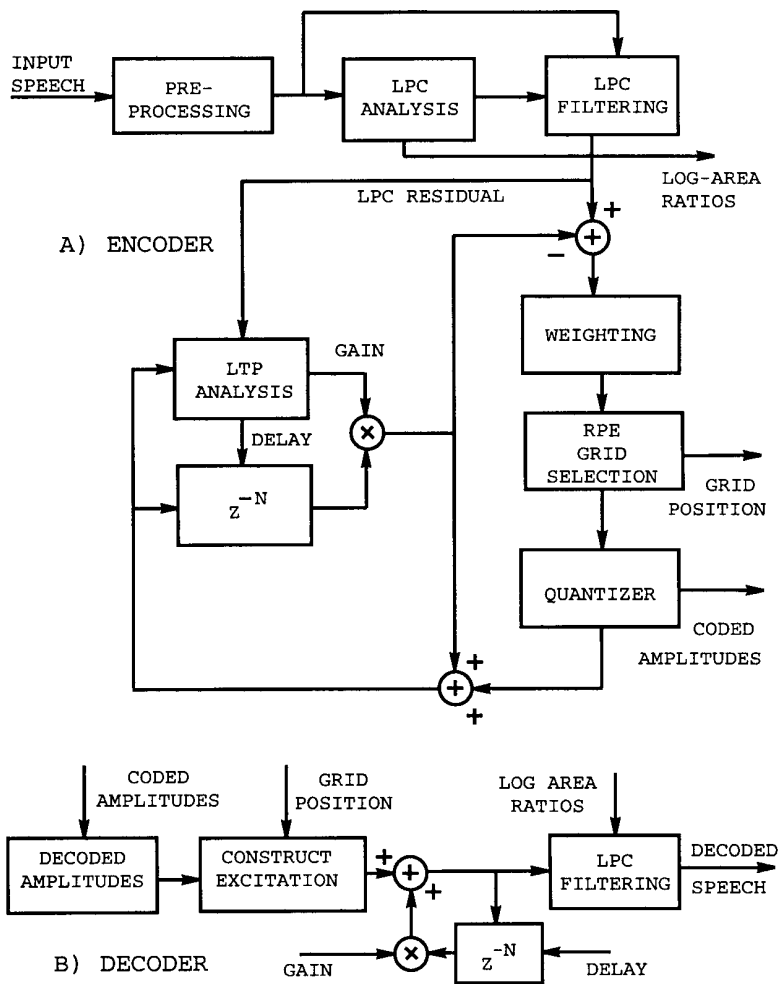 INPUT
SPEECH
PRE-
PROCESSING
LPC
ANALYSIS
LPC
FILTERING
LOG-AREA
RATIOS
LPC RESIDUAL
A) ENCODER
+
+
−
WEIGHTING
LTP
ANALYSIS
GAIN
×
DELAY
z^-N
RPE
GRID
SELECTION
GRID
POSITION
QUANTIZER
CODED
AMPLITUDES
+
+
+
CODED
AMPLITUDES
GRID
POSITION
LOG AREA
RATIOS
DECODED
AMPLITUDES
CONSTRUCT
EXCITATION
+
+
+
LPC
FILTERING
DECODED
SPEECH
B) DECODER
GAIN
×
z^-N
DELAY